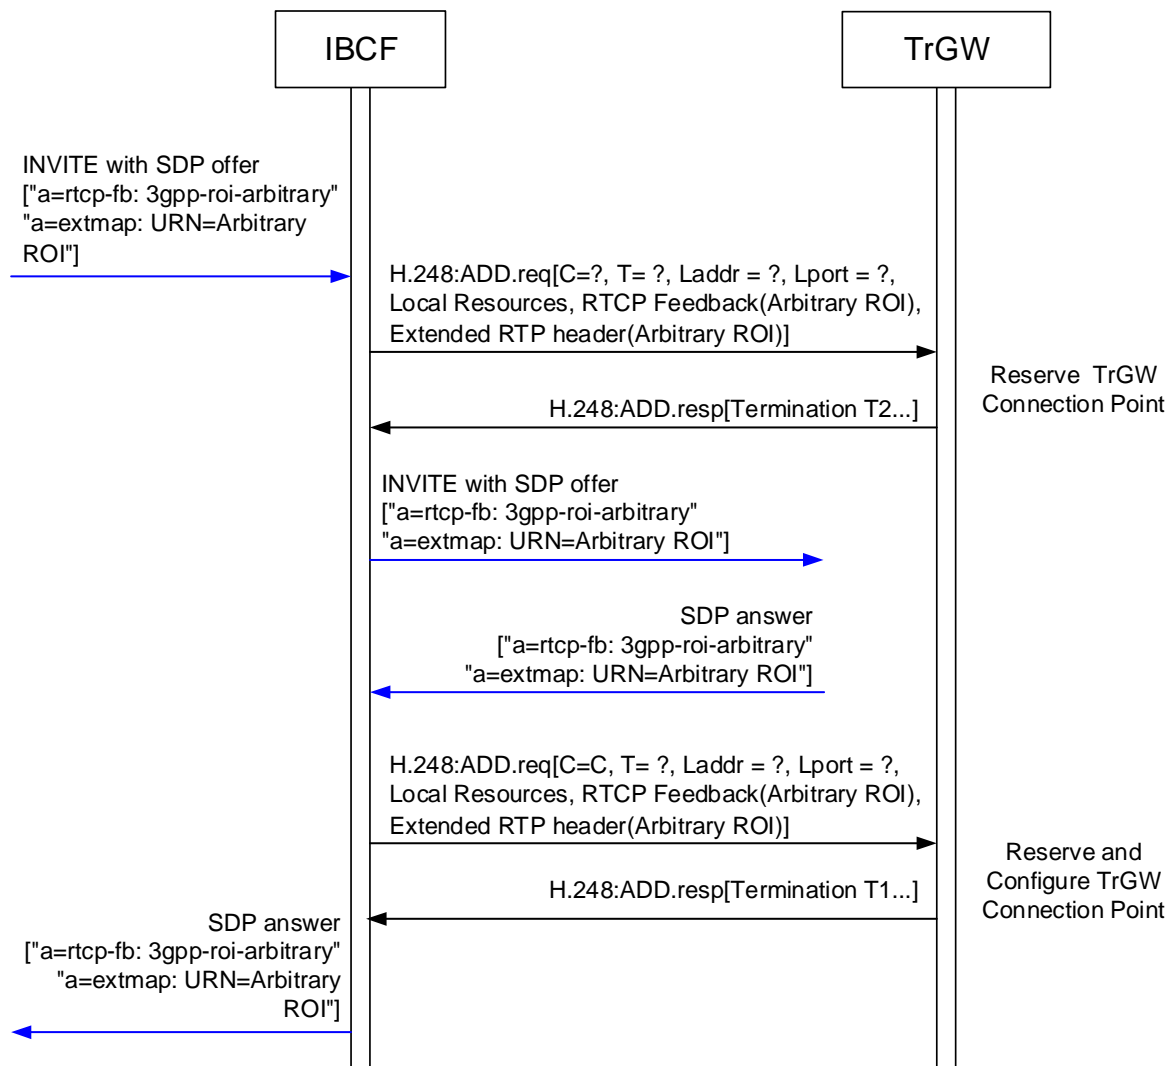 IBCF
TrGW
INVITE with SDP offer
["a=rtcp-fb: 3gpp-roi-arbitrary"
"a=extmap: URN=Arbitrary
ROI"]
H.248:ADD.req[C=?, T= ?, Laddr = ?, Lport = ?,
Local Resources, RTCP Feedback(Arbitrary ROI),
Extended RTP header(Arbitrary ROI)]
Reserve TrGW
Connection Point
H.248:ADD.resp[Termination T2...]
INVITE with SDP offer
["a=rtcp-fb: 3gpp-roi-arbitrary"
"a=extmap: URN=Arbitrary ROI"]
SDP answer
["a=rtcp-fb: 3gpp-roi-arbitrary"
"a=extmap: URN=Arbitrary ROI"]
H.248:ADD.req[C=C, T= ?, Laddr = ?, Lport = ?,
Local Resources, RTCP Feedback(Arbitrary ROI),
Extended RTP header(Arbitrary ROI)]
Reserve and
Configure TrGW
Connection Point
H.248:ADD.resp[Termination T1...]
SDP answer
["a=rtcp-fb: 3gpp-roi-arbitrary"
"a=extmap: URN=Arbitrary
ROI"]